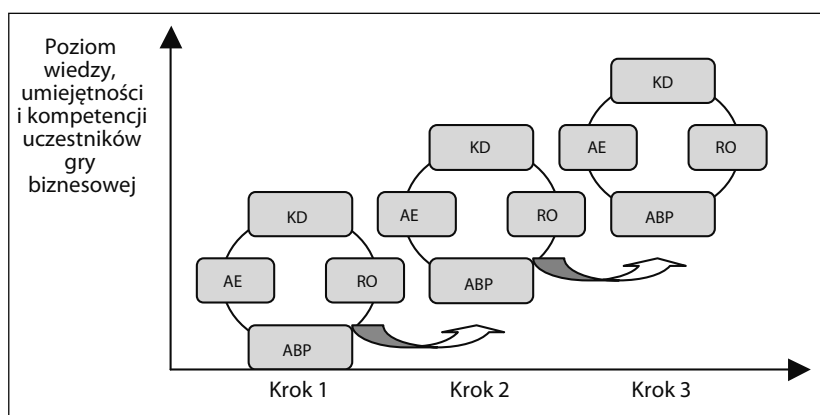 Poziom
wiedzy,
umiejętności
i kompetencji
uczestników
gry
biznesowej
KD
AE
RO
ABP
KD
AE
RO
ABP
KD
AE
RO
ABP
Krok 1
Krok 2
Krok 3